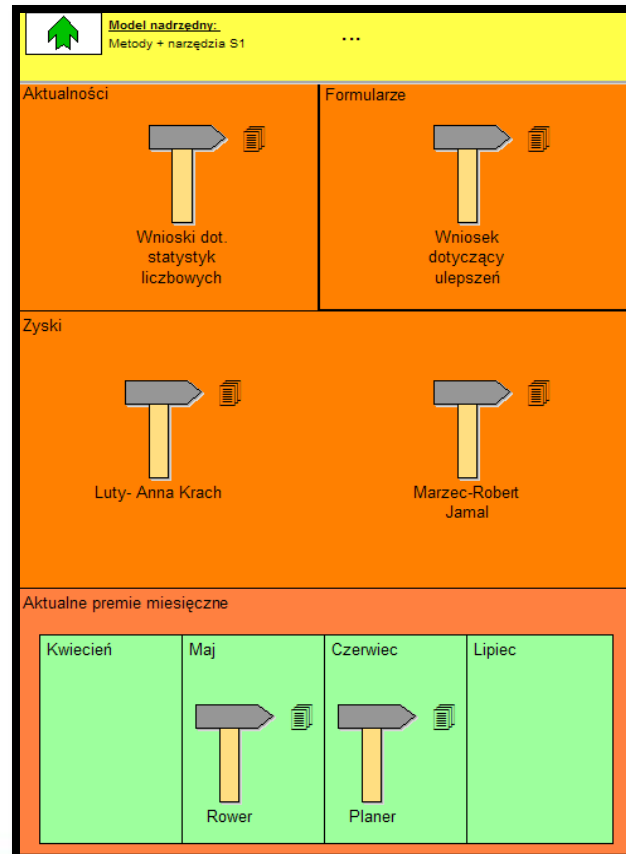 Model nadrzędny:
Metody + narzędzia S1
...
Aktualności
Formularze
Wnioski dot.
statystyk
liczbowych
Wniosek
dotyczący
ulepszeń
Zyski
Luty- Anna Krach
Marzec-Robert
Jamal
Aktualne premie miesięczne
Kwiecień
Maj
Czerwiec
Lipiec
Rower
Planer